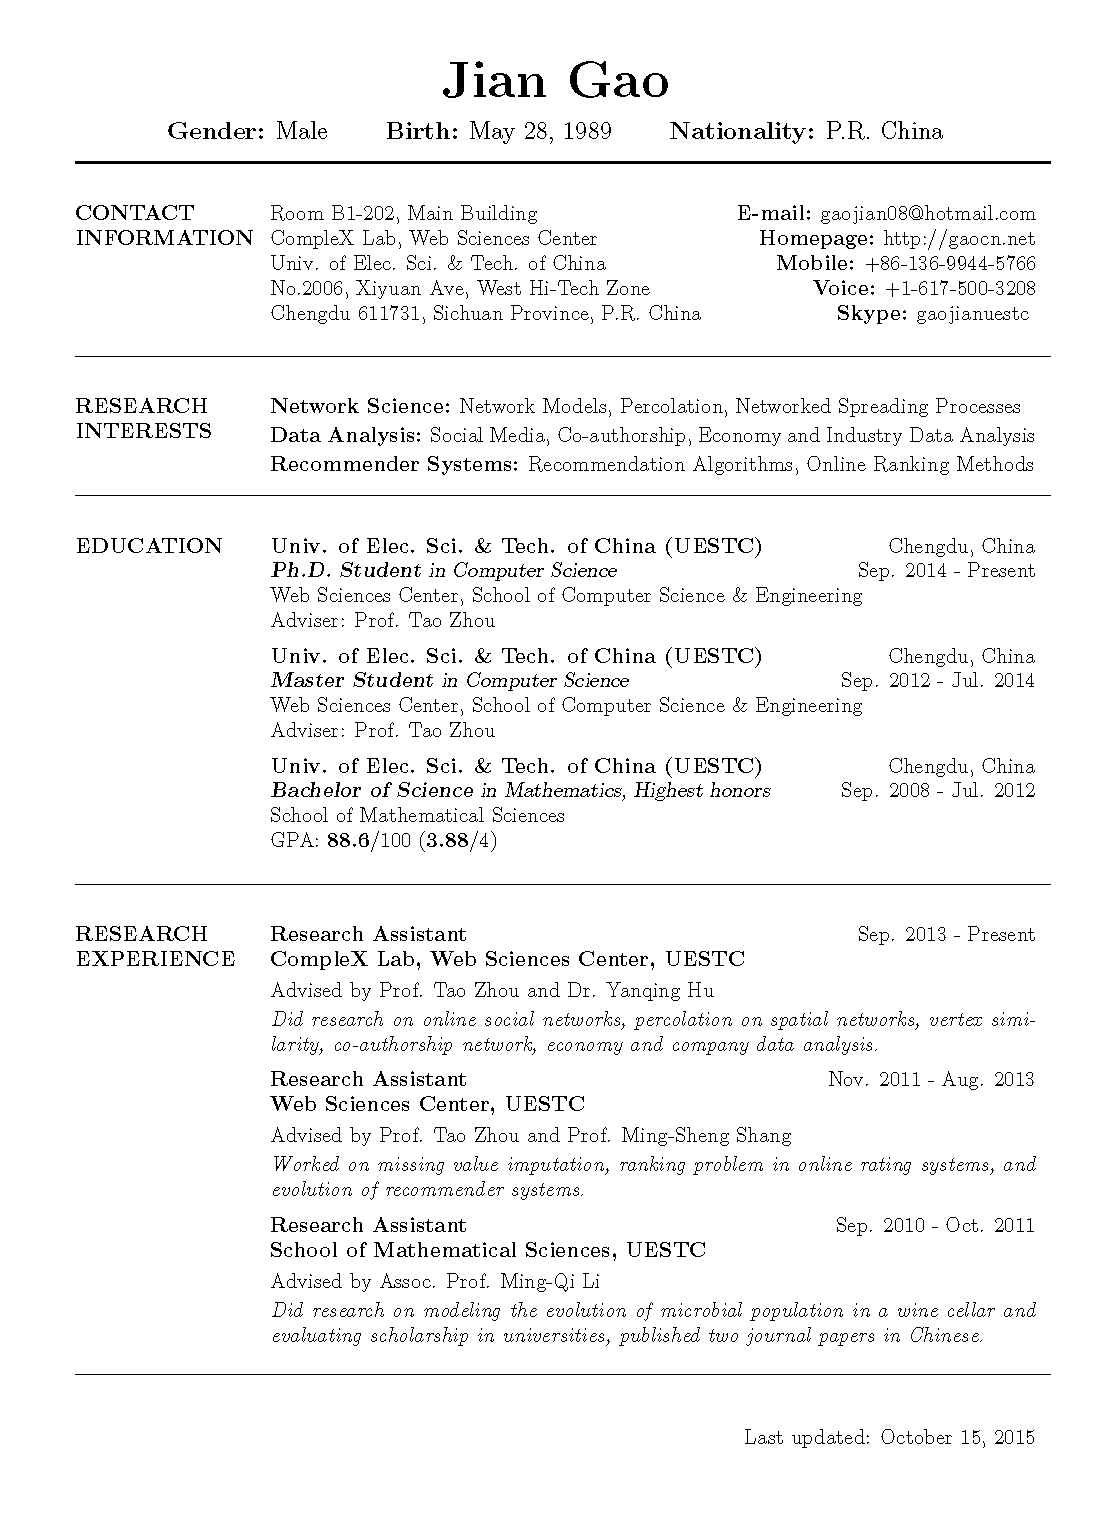 Jian Gao
Gender: Male Birth: May 28, 1989 Nationality: P.R. China
CONTACT INFORMATION
Room B1-202, Main Building
CompleX Lab, Web Sciences Center
Univ. of Elec. Sci. & Tech. of China
No.2006, Xiyuan Ave, West Hi-Tech Zone
Chengdu 611731, Sichuan Province, P.R. China
E-mail: gaojian08@hotmail.com
Homepage: http://gaocn.net
Mobile: +86-136-9944-5766
Voice: +1-617-500-3208
Skype: gaojianuestc
RESEARCH INTERESTS
Network Science: Network Models, Percolation, Networked Spreading Processes
Data Analysis: Social Media, Co-authorship, Economy and Industry Data Analysis
Recommender Systems: Recommendation Algorithms, Online Ranking Methods
EDUCATION
Univ. of Elec. Sci. & Tech. of China (UESTC) Chengdu, China
Ph.D. Student in Computer Science Sep. 2014 - Present
Web Sciences Center, School of Computer Science & Engineering
Adviser: Prof. Tao Zhou
Univ. of Elec. Sci. & Tech. of China (UESTC) Chengdu, China
Master Student in Computer Science Sep. 2012 - Jul. 2014
Web Sciences Center, School of Computer Science & Engineering
Adviser: Prof. Tao Zhou
Univ. of Elec. Sci. & Tech. of China (UESTC) Chengdu, China
Bachelor of Science in Mathematics, Highest honors Sep. 2008 - Jul. 2012
School of Mathematical Sciences
GPA: 88.6/100 (3.88/4)
RESEARCH EXPERIENCE
Research Assistant Sep. 2013 - Present
CompleX Lab, Web Sciences Center, UESTC
Advised by Prof. Tao Zhou and Dr. Yanqing Hu
Did research on online social networks, percolation on spatial networks, vertex simi-
larity, co-authorship network, economy and company data analysis.
Research Assistant Nov. 2011 - Aug. 2013
Web Sciences Center, UESTC
Advised by Prof. Tao Zhou and Prof. Ming-Sheng Shang
Worked on missing value imputation, ranking problem in online rating systems, and
evolution of recommender systems.
Research Assistant Sep. 2010 - Oct. 2011
School of Mathematical Sciences, UESTC
Advised by Assoc. Prof. Ming-Qi Li
Did research on modeling the evolution of microbial population in a wine cellar and
evaluating scholarship in universities, published two journal papers in Chinese.
Last updated: October 15, 2015